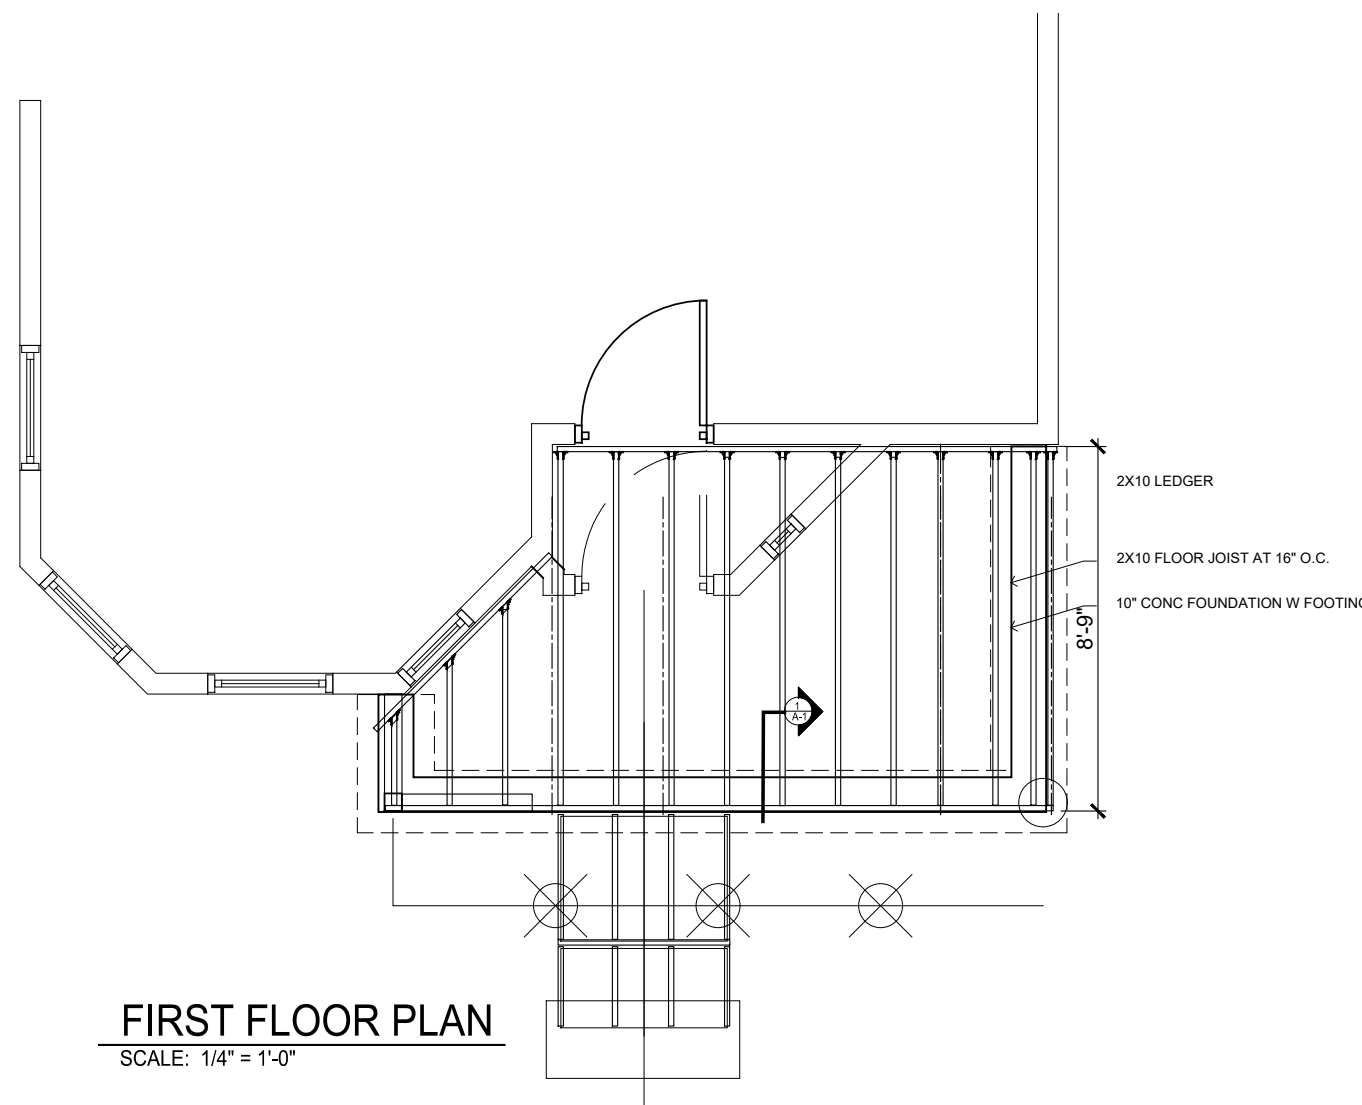 2X10 LEDGER
2X10 FLOOR JOIST AT 16" O.C.
10" CONC FOUNDATION W FOOTING
8'-9"
1
A-1
FIRST FLOOR PLAN
SCALE: 1/4" = 1'-0"